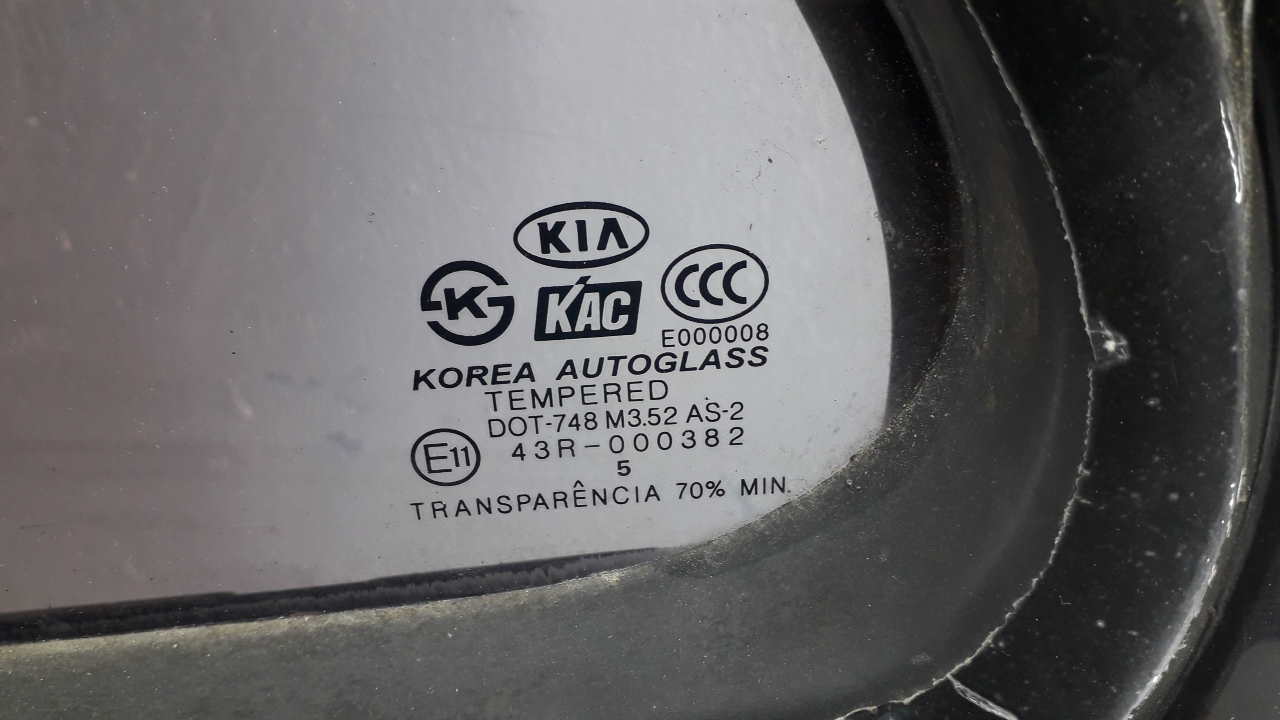 KIA
K
KAC
CCC
E000008
KOREA AUTOGLASS
TEMPERED
DOT-748 M3.52 AS-2
E11
43R-000382
5
TRANSPARÊNCIA 70% MIN.